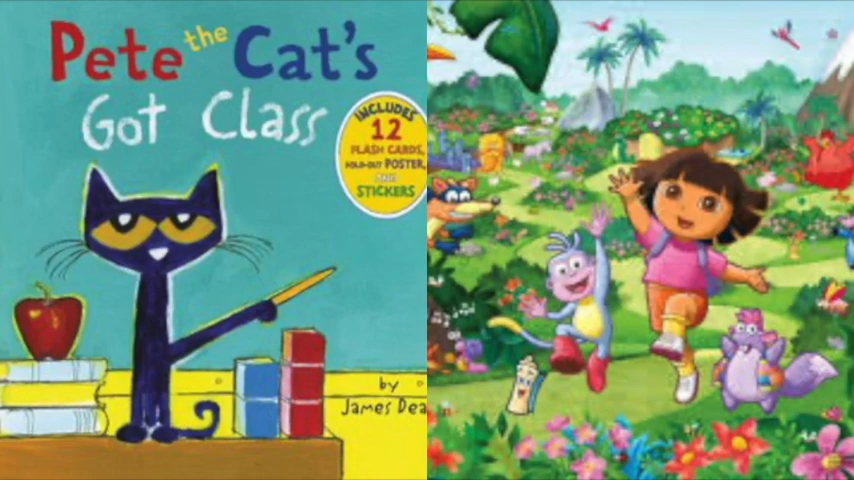 Pete the Cat's
Got Class
INCLUDES
12
FLASH CARDS,
FOLD-OUT POSTER,
AND
STICKERS
by
James Dea